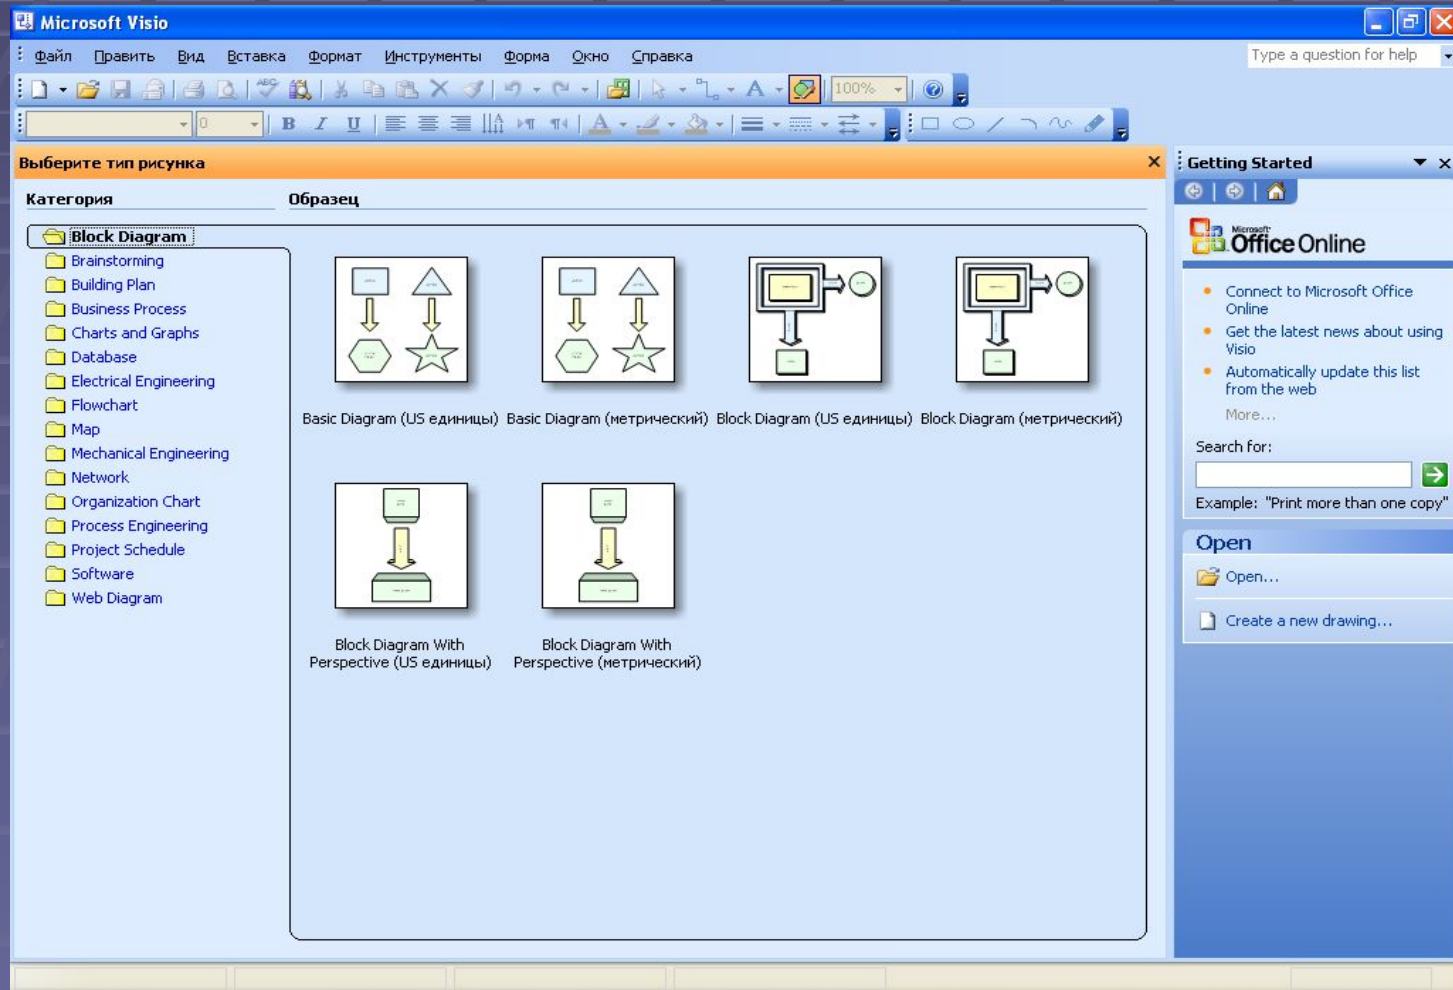 Microsoft Visio
Файл Править Вид Вставка Формат Инструменты Форма Окно Справка
Type a question for help
ABC
100%
0
B I U
A
Выберите тип рисунка
Категория
Образец
Block Diagram
Brainstorming
Building Plan
Business Process
Charts and Graphs
Database
Electrical Engineering
Flowchart
Map
Mechanical Engineering
Network
Organization Chart
Process Engineering
Project Schedule
Software
Web Diagram
Basic Diagram (US единицы)
Basic Diagram (метрический)
Block Diagram (US единицы)
Block Diagram (метрический)
Block Diagram With
Perspective (US единицы)
Block Diagram With
Perspective (метрический)
Getting Started
Microsoft
Office Online
Connect to Microsoft Office
Online
Get the latest news about using
Visio
Automatically update this list
from the web
More...
Search for:
Example: "Print more than one copy"
Open
Open...
Create a new drawing...